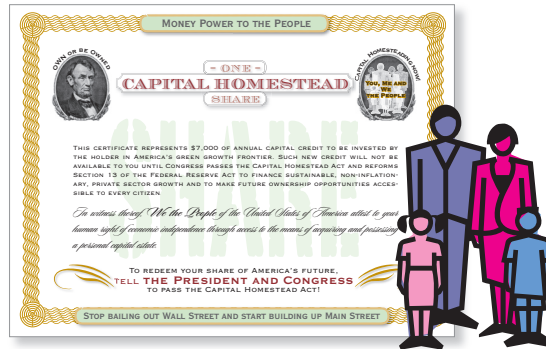 MONEY POWER TO THE PEOPLE
OWN OR BE OWNED
CAPITAL HOMESTEADING NOW!
YOU, ME AND
WE
THE PEOPLE
- ONE -
CAPITAL HOMESTEAD
SHARE
SHARE
THIS CERTIFICATE REPRESENTS $7,000 OF ANNUAL CAPITAL CREDIT TO BE INVESTED BY
THE HOLDER IN AMERICA'S GREEN GROWTH FRONTIER. SUCH NEW CREDIT WILL NOT BE
AVAILABLE TO YOU UNTIL CONGRESS PASSES THE CAPITAL HOMESTEAD ACT AND REFORMS
SECTION 13 OF THE FEDERAL RESERVE ACT TO FINANCE SUSTAINABLE, NON-INFLATION-
ARY, PRIVATE SECTOR GROWTH AND TO MAKE FUTURE OWNERSHIP OPPORTUNITIES ACCES-
SIBLE TO EVERY CITIZEN.
In witness thereof, We the People of the United States of America attest to your
human right of economic independence through access to the means of acquiring and possessing
a personal capital estate.
TO REDEEM YOUR SHARE OF AMERICA'S FUTURE,
TELL THE PRESIDENT AND CONGRESS
TO PASS THE CAPITAL HOMESTEAD ACT!
STOP BAILING OUT WALL STREET AND START BUILDING UP MAIN STREET